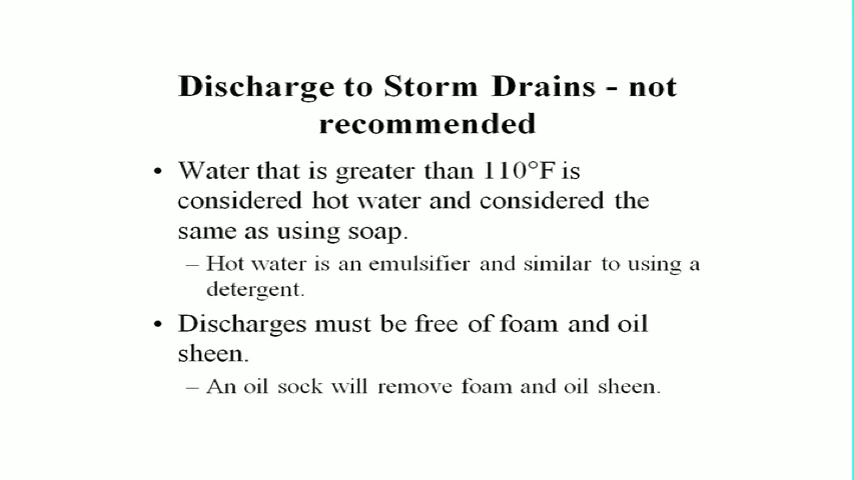 Discharge to Storm Drains - not
recommended
• Water that is greater than 110°F is
considered hot water and considered the
same as using soap.
– Hot water is an emulsifier and similar to using a
detergent.
• Discharges must be free of foam and oil
sheen.
– An oil sock will remove foam and oil sheen.